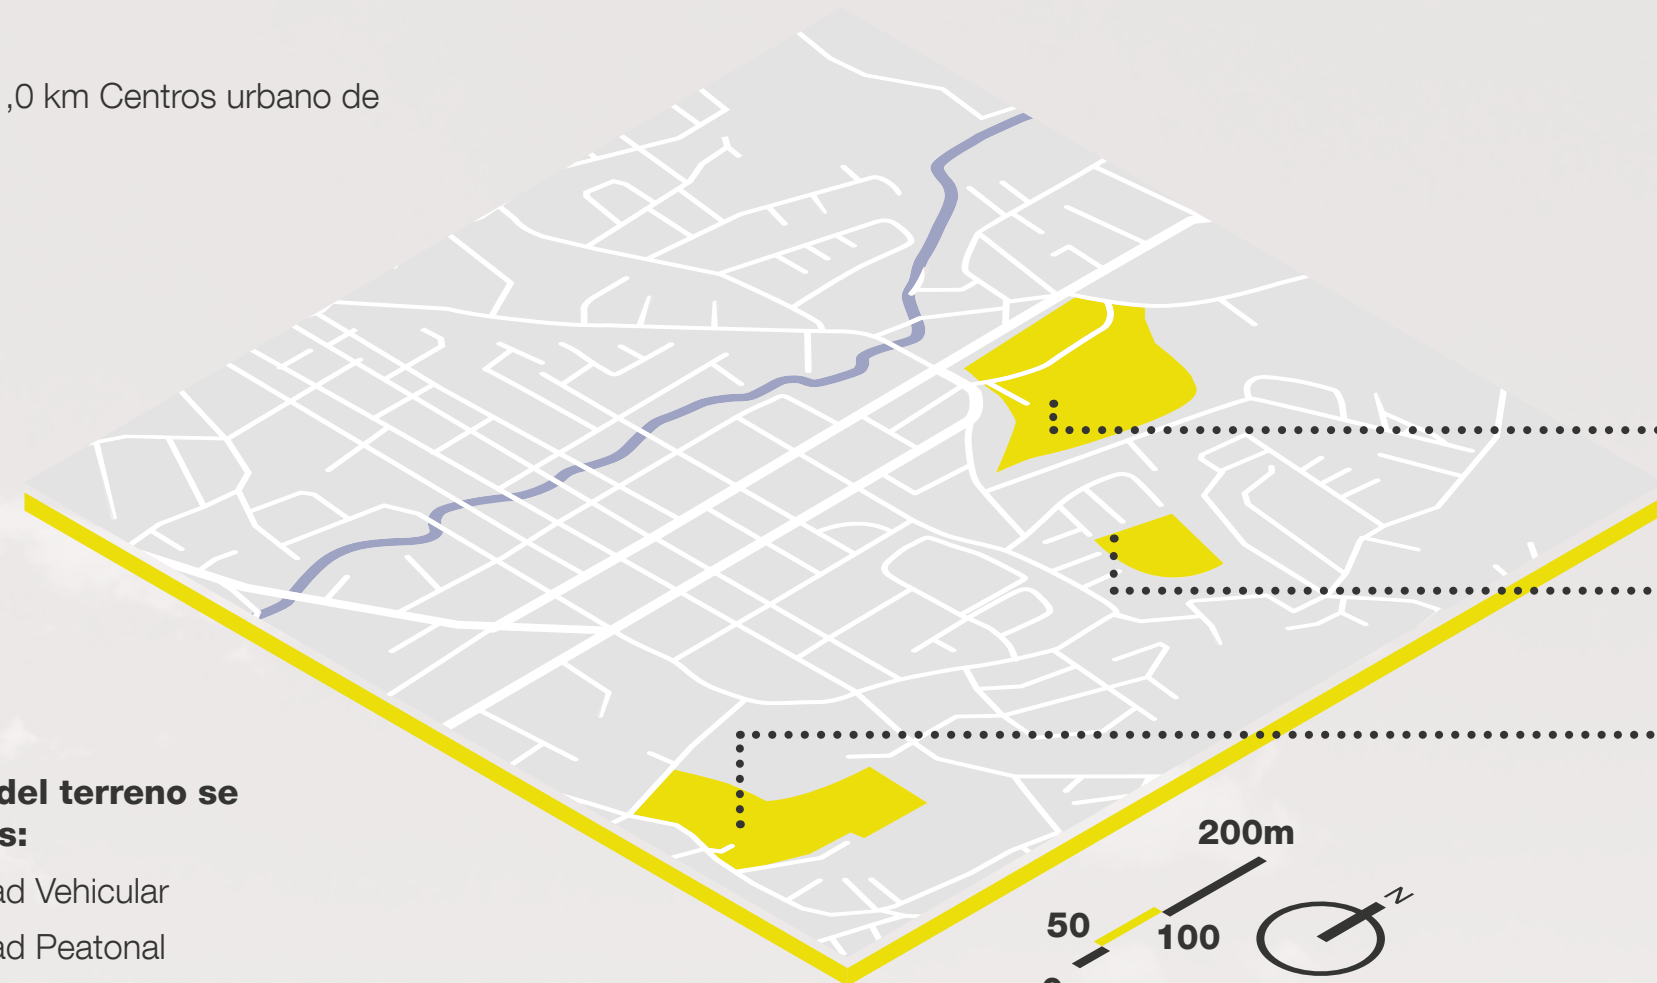 ,0 km Centros urbano de
del terreno se
s:
ad Vehicular
ad Peatonal
200m
50
100
N